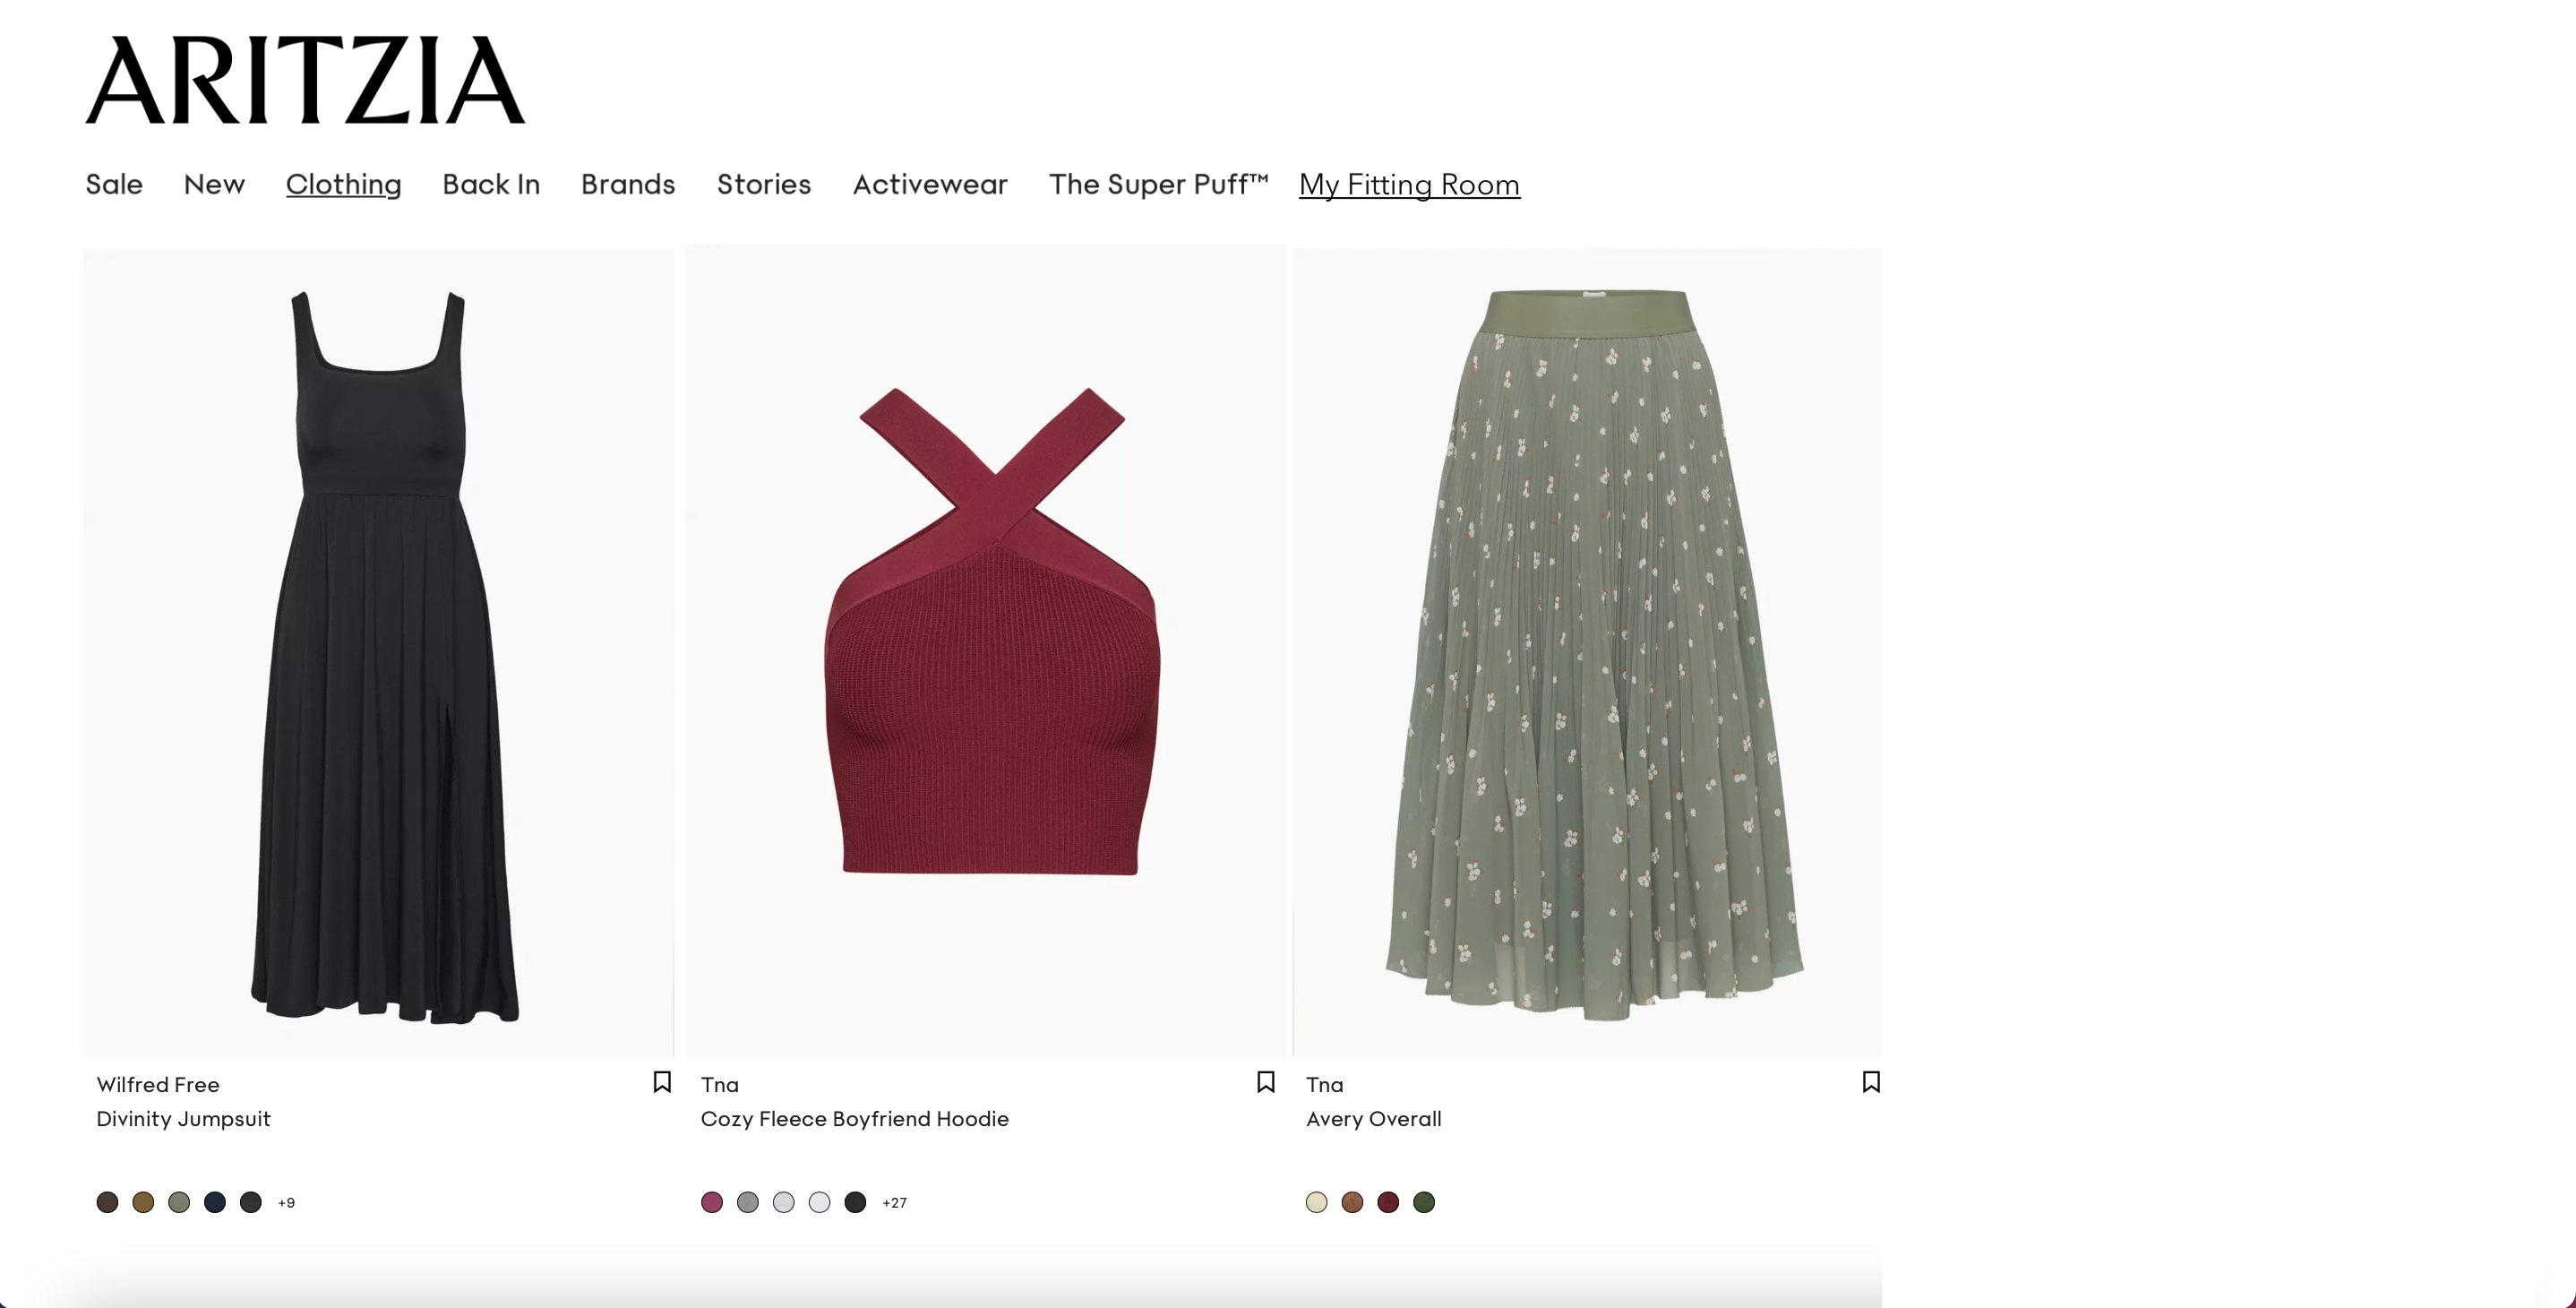 ARITZIA
Sale New Clothing Back In Brands Stories Activewear The Super Puff™ My Fitting Room
Wilfred Free
Divinity Jumpsuit
+9
Tna
Cozy Fleece Boyfriend Hoodie
+27
Tna
Avery Overall